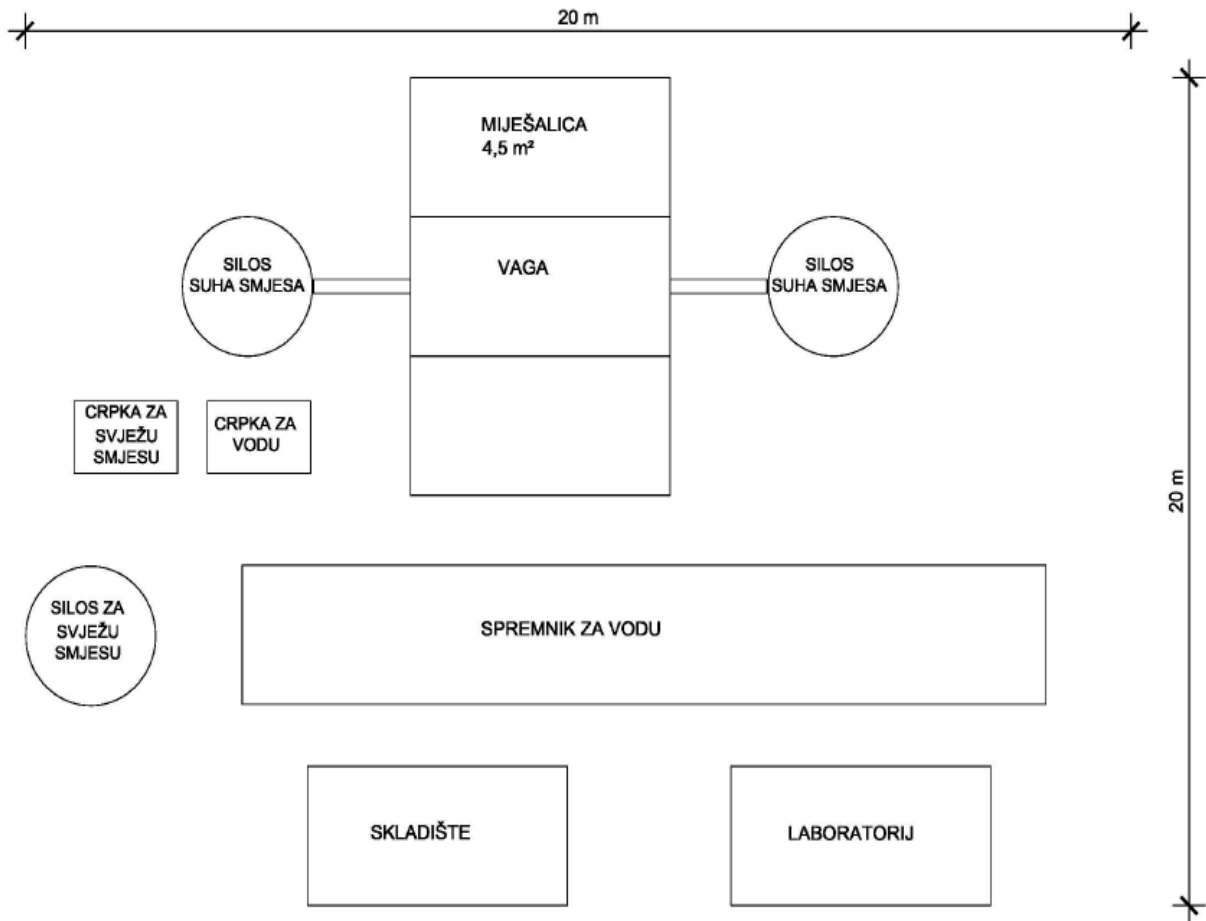 20 m
MIJEŠALICA
4,5 m²
SILOS
SUHA SMJESA
VAGA
SILOS
SUHA SMJESA
CRPKA ZA
SVJEŽU
SMJESU
CRPKA ZA
VODU
20 m
SILOS ZA
SVJEŽU
SMJESU
SPREMNIK ZA VODU
SKLADIŠTE
LABORATORIJ